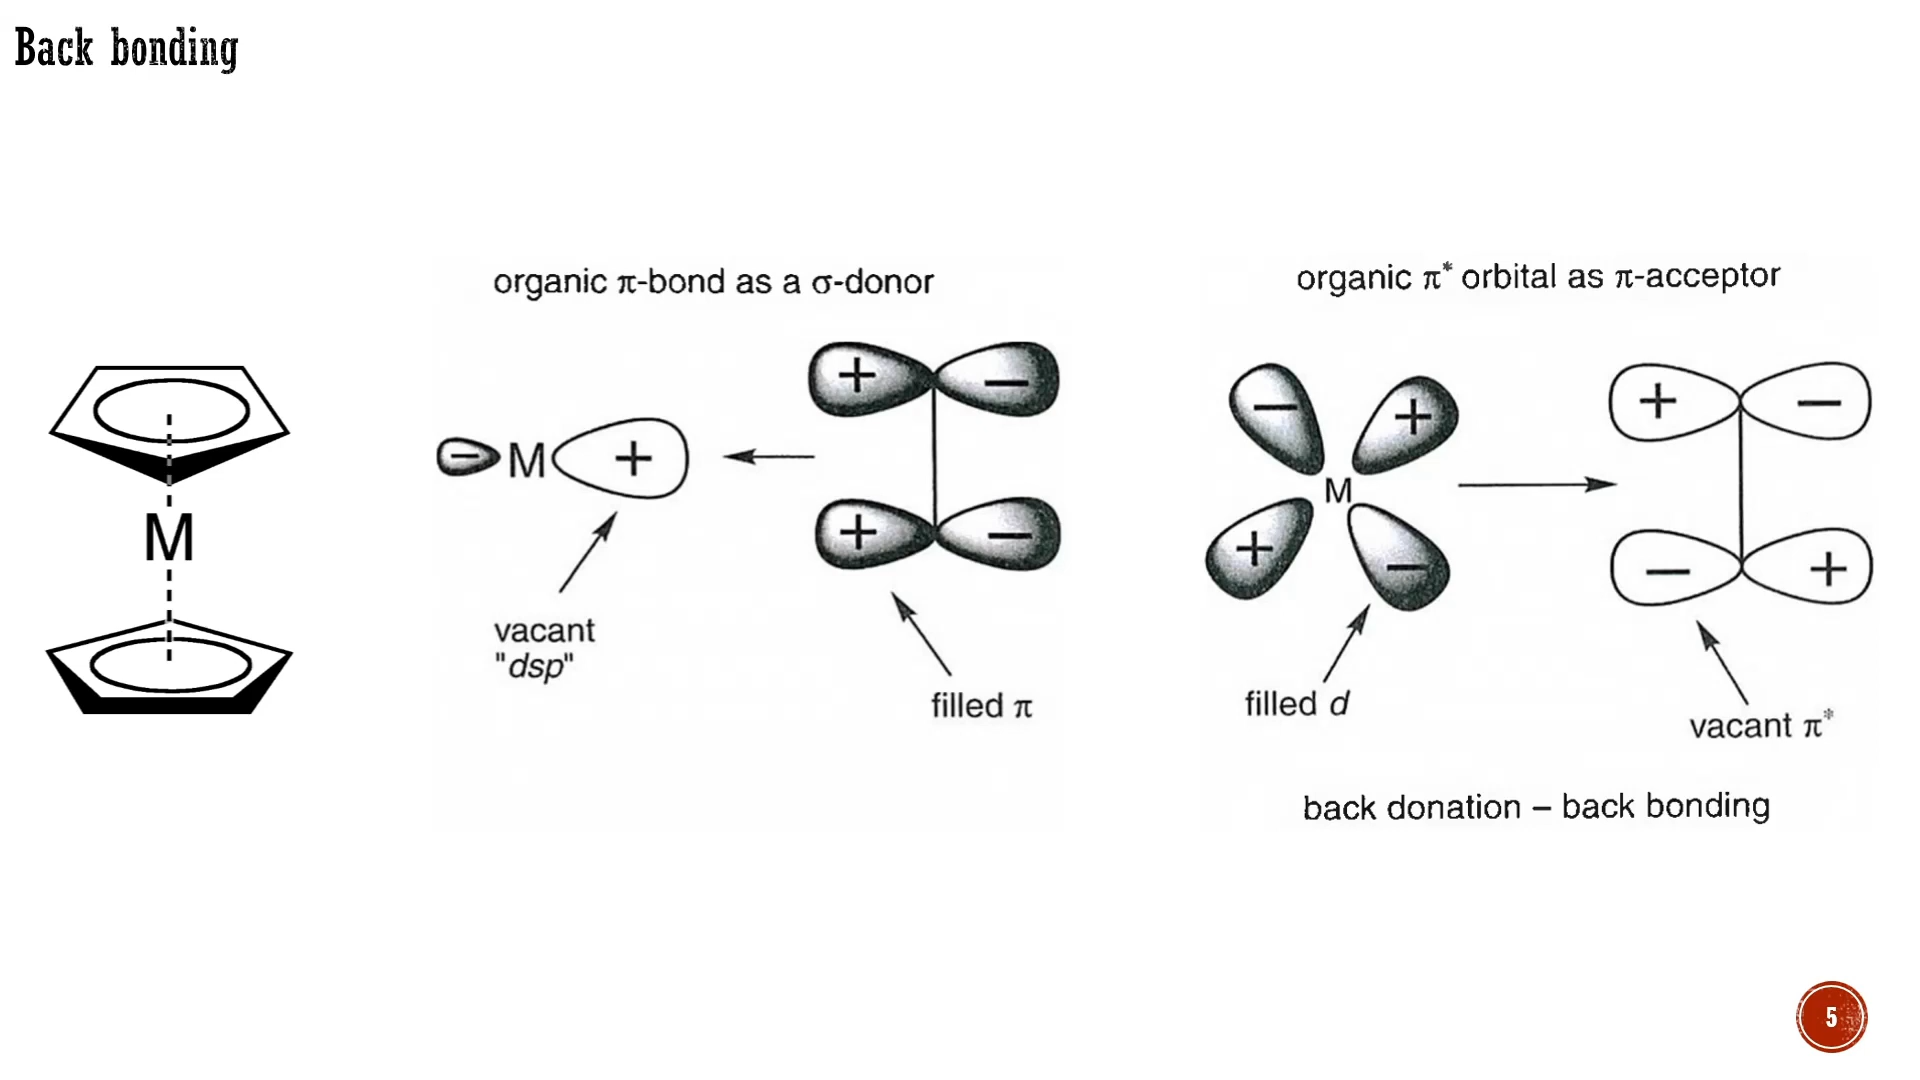 Back bonding
M
organic π-bond as a σ-donor
− M +
+ −
+ −
vacant
"dsp"
filled π
organic π* orbital as π-acceptor
− +
M
+ −
+ −
− +
filled d
vacant π*
back donation – back bonding
5